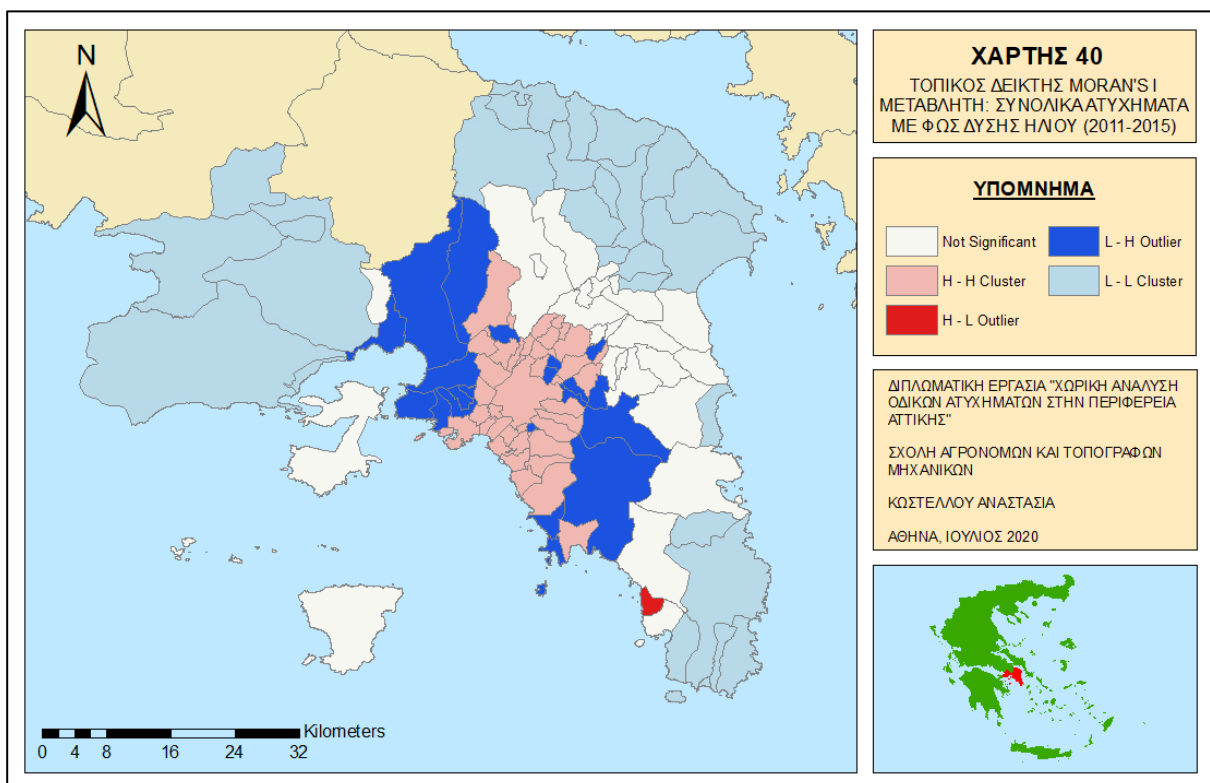 N
Kilometers
0 2 4 8 16 24 32
ΧΑΡΤΗΣ 40
ΤΟΠΙΚΟΣ ΔΕΙΚΤΗΣ MORAN'S I
ΜΕΤΑΒΛΗΤΗ: ΣΥΝΟΛΙΚΑ ΑΤΥΧΗΜΑΤΑ
ΜΕ ΦΩΣ ΔΥΣΗΣ ΗΛΙΟΥ (2011-2015)
ΥΠΟΜΝΗΜΑ
Not Significant
L - H Outlier
H - H Cluster
L - L Cluster
H - L Outlier
ΔΙΠΛΩΜΑΤΙΚΗ ΕΡΓΑΣΙΑ "ΧΩΡΙΚΗ ΑΝΑΛΥΣΗ
ΟΔΙΚΩΝ ΑΤΥΧΗΜΑΤΩΝ ΣΤΗΝ ΠΕΡΙΦΕΡΕΙΑ
ΑΤΤΙΚΗΣ"
ΣΧΟΛΗ ΑΓΡΟΝΟΜΩΝ ΚΑΙ ΤΟΠΟΓΡΑΦΩΝ
ΜΗΧΑΝΙΚΩΝ
ΚΩΣΤΕΛΛΟΥ ΑΝΑΣΤΑΣΙΑ
ΑΘΗΝΑ, ΙΟΥΛΙΟΣ 2020